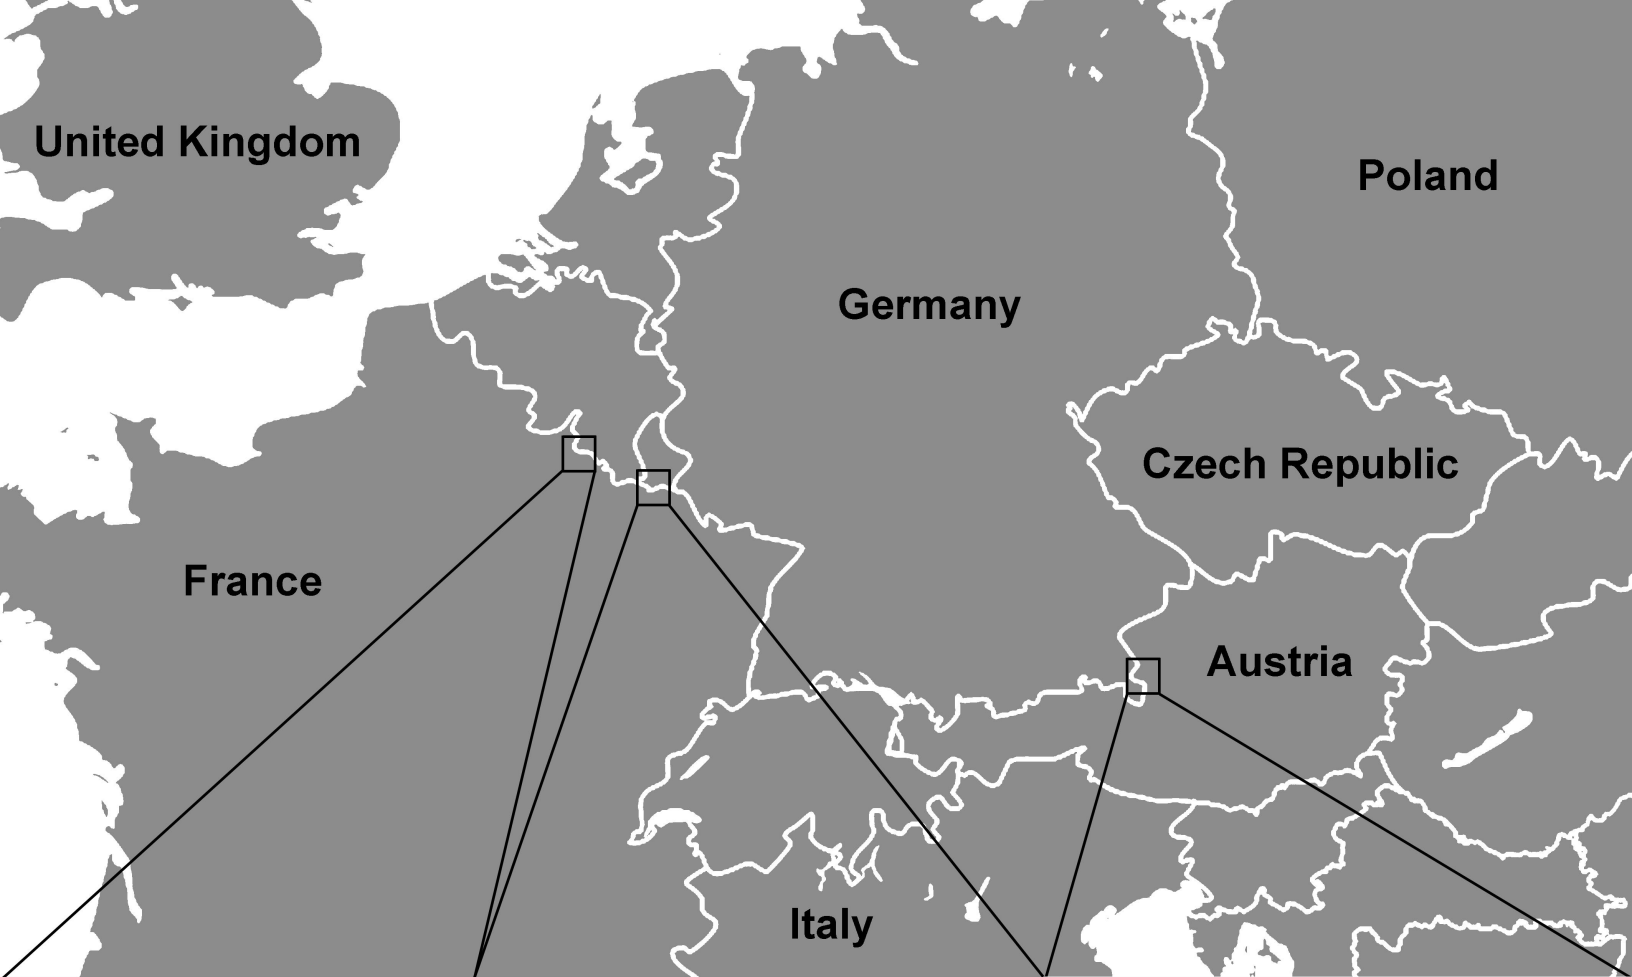 United Kingdom
Poland
Germany
Czech Republic
France
Austria
Italy